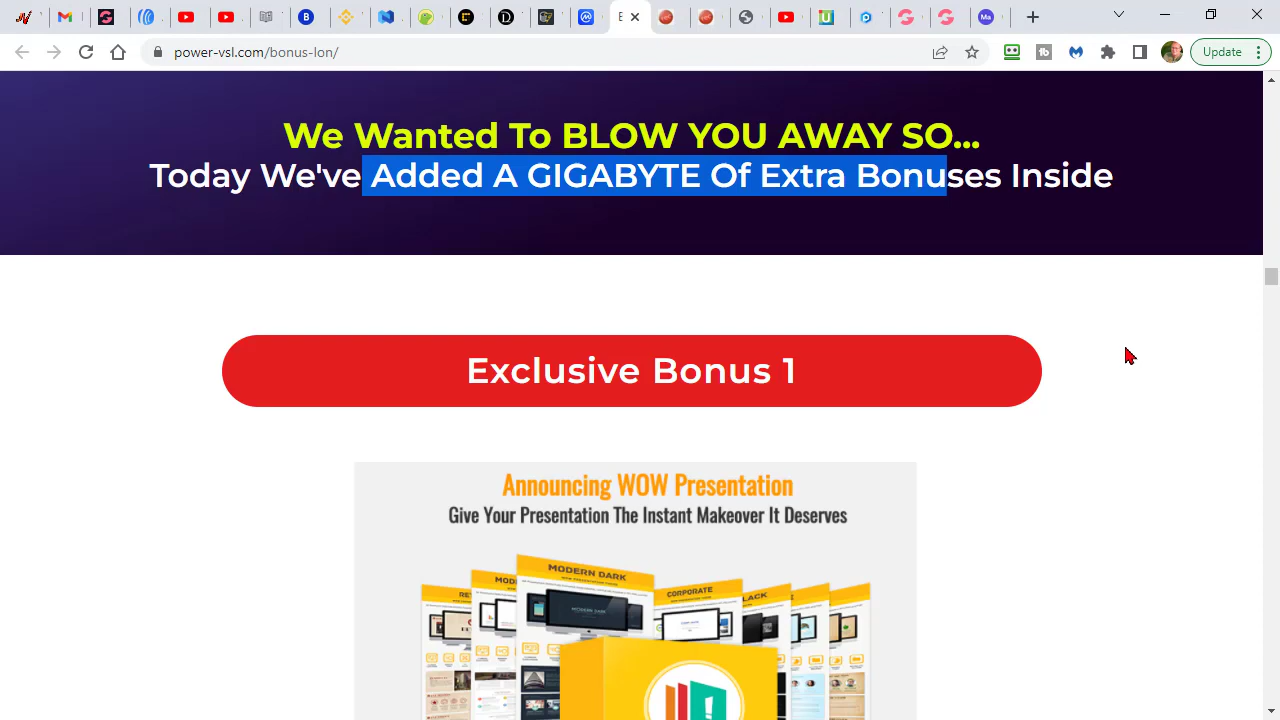 power-vsl.com/bonus-lon/
Update
We Wanted To BLOW YOU AWAY SO...
Today We've Added A GIGABYTE Of Extra Bonuses Inside
Exclusive Bonus 1
Announcing WOW Presentation
Give Your Presentation The Instant Makeover It Deserves
MODERN DARK
CORPORATE